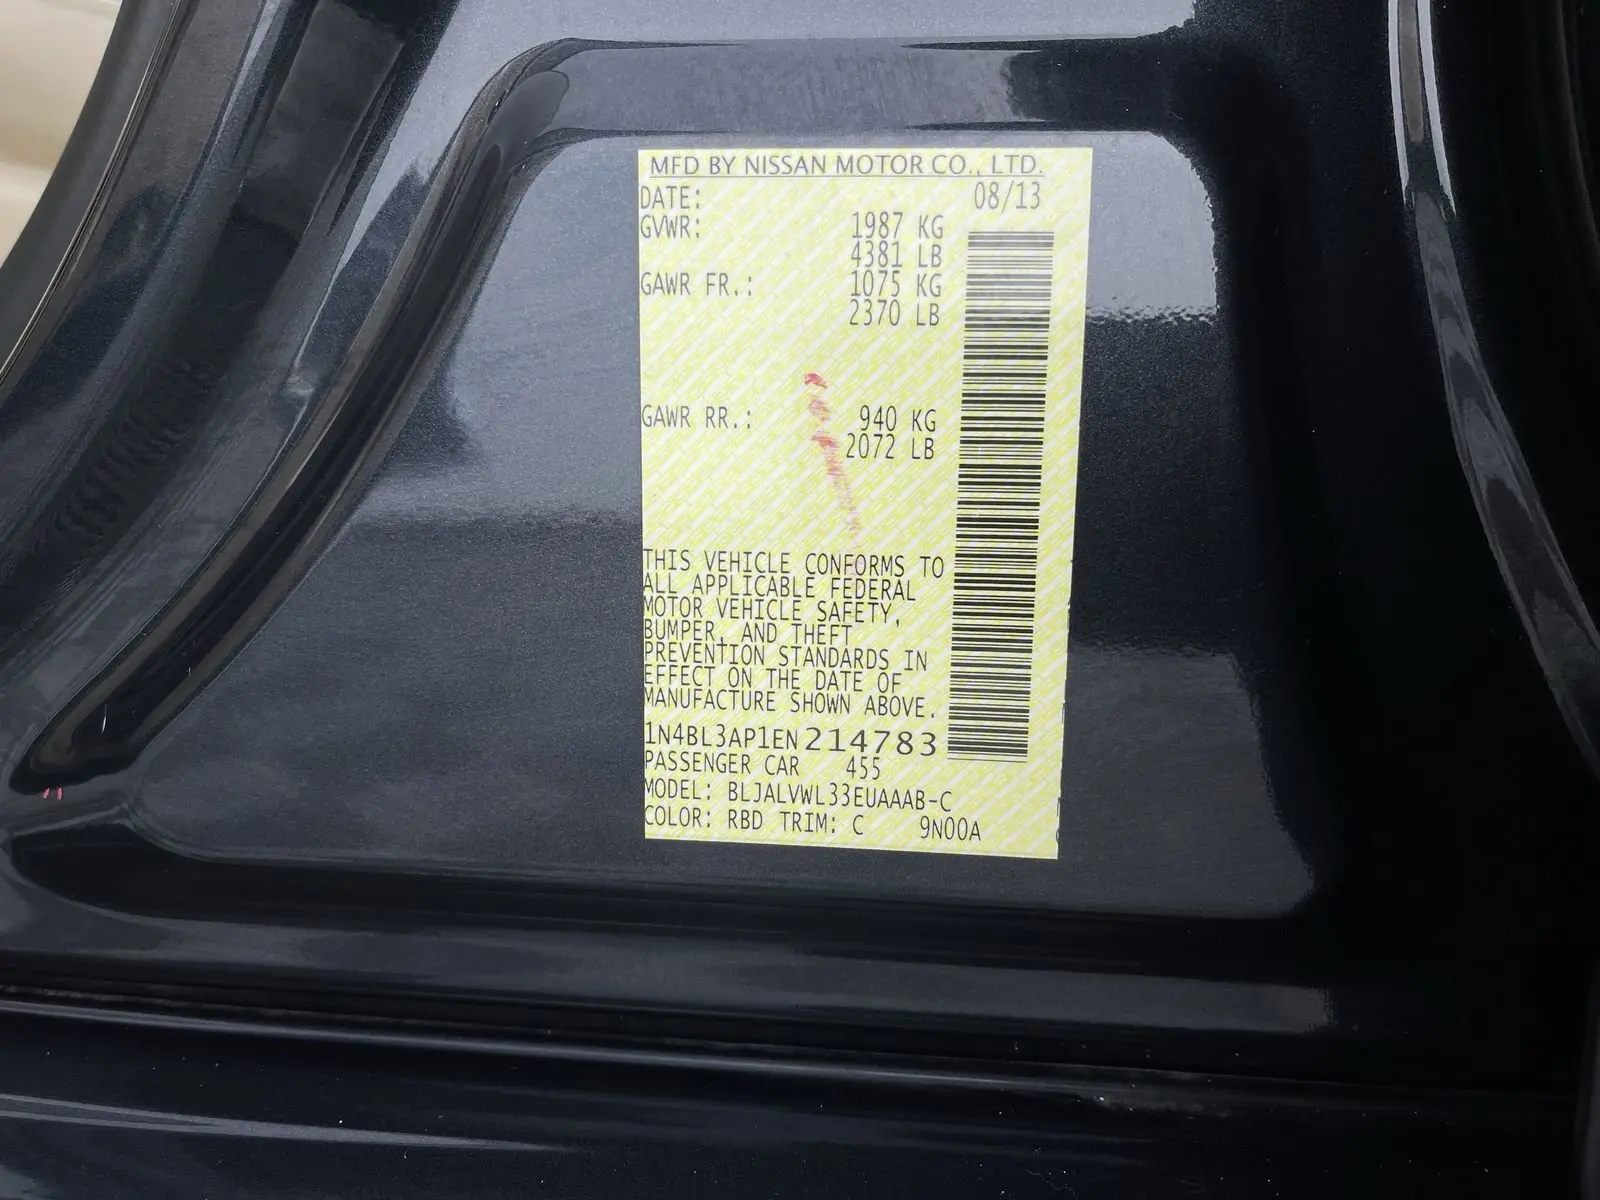 MFD BY NISSAN MOTOR CO., LTD.
DATE: 08/13
GVWR: 1987 KG
4381 LB
GAWR FR.: 1075 KG
2370 LB
GAWR RR.: 940 KG
2072 LB
THIS VEHICLE CONFORMS TO
ALL APPLICABLE FEDERAL
MOTOR VEHICLE SAFETY,
BUMPER, AND THEFT
PREVENTION STANDARDS IN
EFFECT ON THE DATE OF
MANUFACTURE SHOWN ABOVE.
1N4BL3AP1EN214783
PASSENGER CAR 455
MODEL: BLJALVWL33EUAAAB-C
COLOR: RBD TRIM: C 9N00A